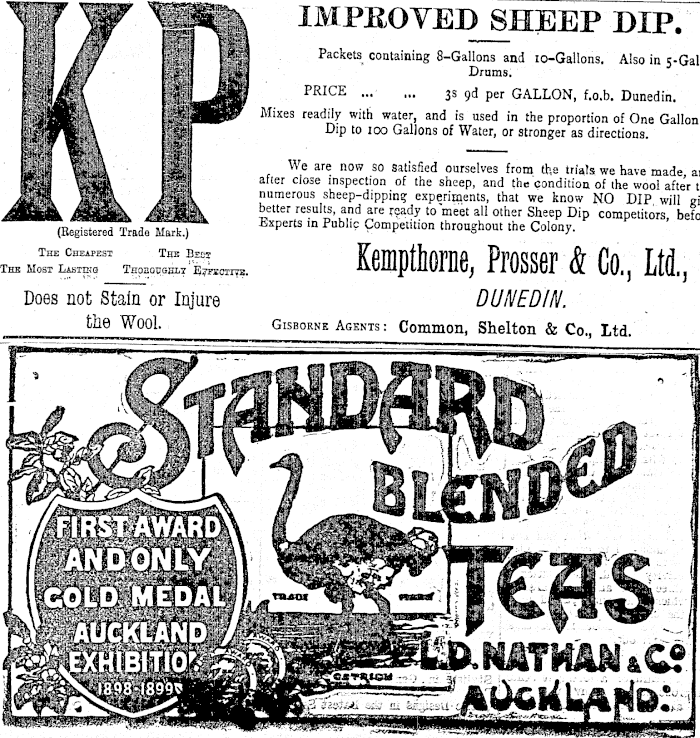 KP
(Registered Trade Mark.)
THE CHEAPEST THE BEST
THE MOST LASTING THOROUGHLY EFFECTIVE.
Does not Stain or Injure
the Wool.
IMPROVED SHEEP DIP.
Packets containing 8-Gallons and 10-Gallons. Also in 5-Gal
Drums.
PRICE ... ... 3s 9d per GALLON, f.o.b. Dunedin.
Mixes readily with water, and is used in the proportion of One Gallon
Dip to 100 Gallons of Water, or stronger as directions.
We are now so satisfied ourselves from the trials we have made, a
after close inspection of the sheep, and the condition of the wool after t
numerous sheep-dipping experiments, that we know NO DIP will gi
better results, and are ready to meet all other Sheep Dip competitors, befo
Experts in Public Competition throughout the Colony.
Kempthorne, Prosser & Co., Ltd.,
DUNEDIN.
GISBORNE AGENTS: Common, Shelton & Co., Ltd.
STANDARD
BLENDED
TEAS
FIRST AWARD
AND ONLY
GOLD MEDAL
AUCKLAND
EXHIBITIO
1898-1899
TRADE MARK
OSTRICH
L.D. NATHAN & Co
AUCKLAND.